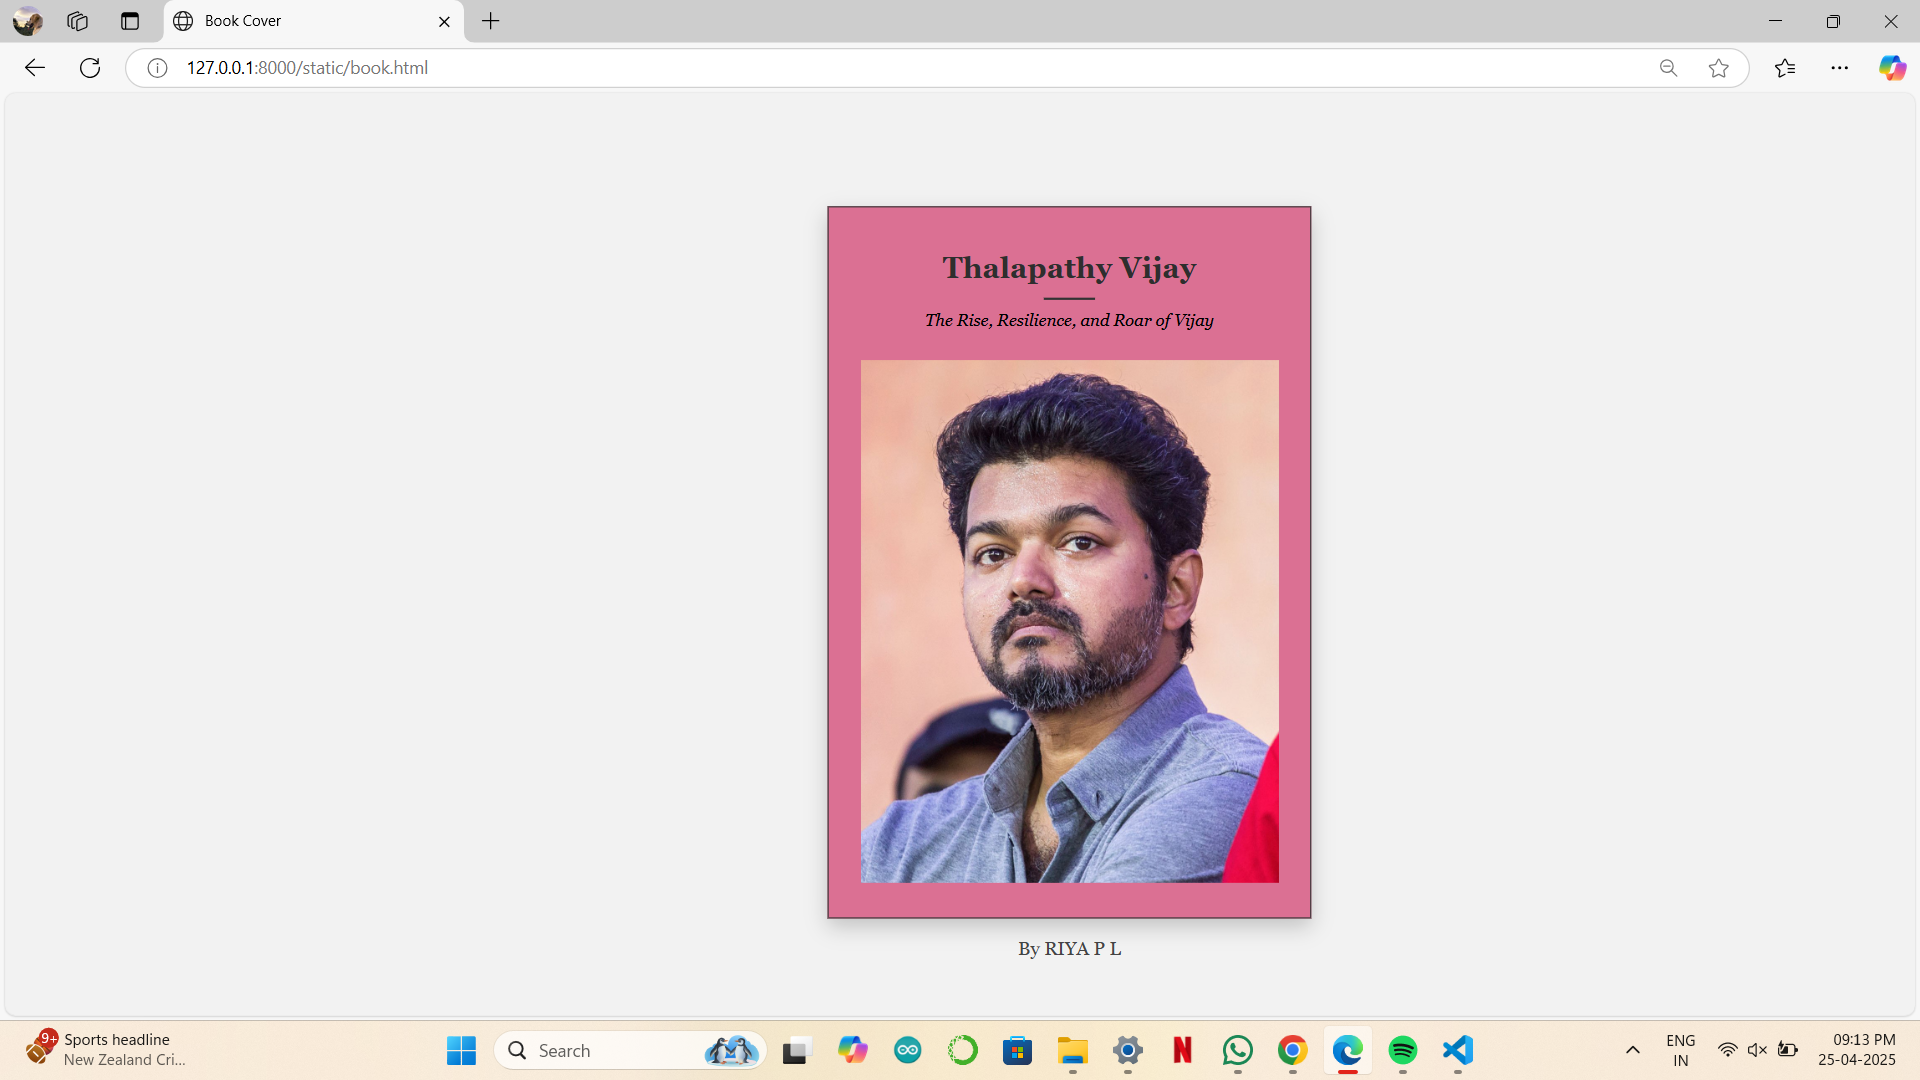 Book Cover
127.0.0.1:8000/static/book.html
Thalapathy Vijay
The Rise, Resilience, and Roar of Vijay
By RIYA P L
9+
Sports headline
New Zealand Cri...
Search
N
ENG
IN
09:13 PM
25-04-2025